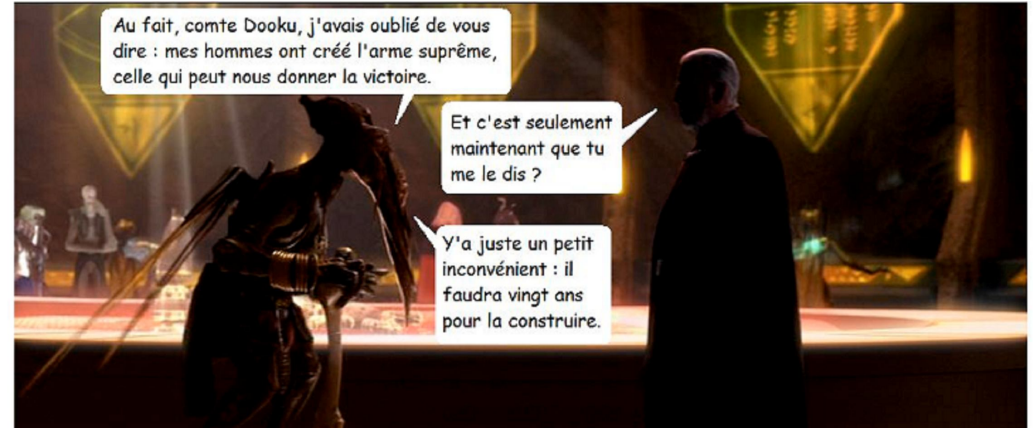 Au fait, comte Dooku, j'avais oublié de vous
dire : mes hommes ont créé l'arme suprême,
celle qui peut nous donner la victoire.
Et c'est seulement
maintenant que tu
me le dis ?
Y'a juste un petit
inconvénient : il
faudra vingt ans
pour la construire.